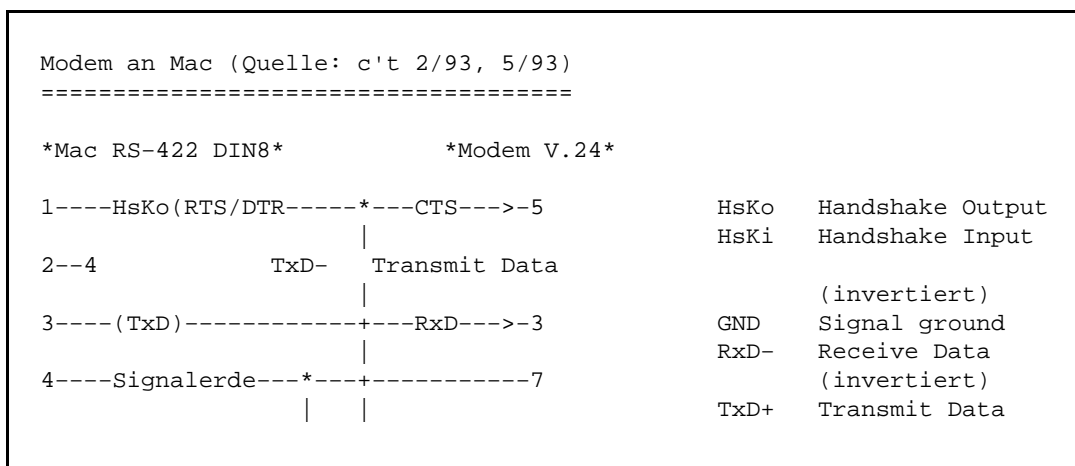 Modem an Mac (Quelle: c't 2/93, 5/93)
=====================================
*Mac RS-422 DIN8*           *Modem V.24*
1----HsKo(RTS/DTR-----*---CTS--->-5            HsKo   Handshake Output
                      |                        HsKi   Handshake Input
2--4            TxD-  Transmit Data
                      |                               (invertiert)
3----(TxD)------------+---RxD--->-3            GND    Signal ground
                      |                        RxD-   Receive Data
4----Signalerde---*---+-----------7                   (invertiert)
                  |   |                        TxD+   Transmit Data